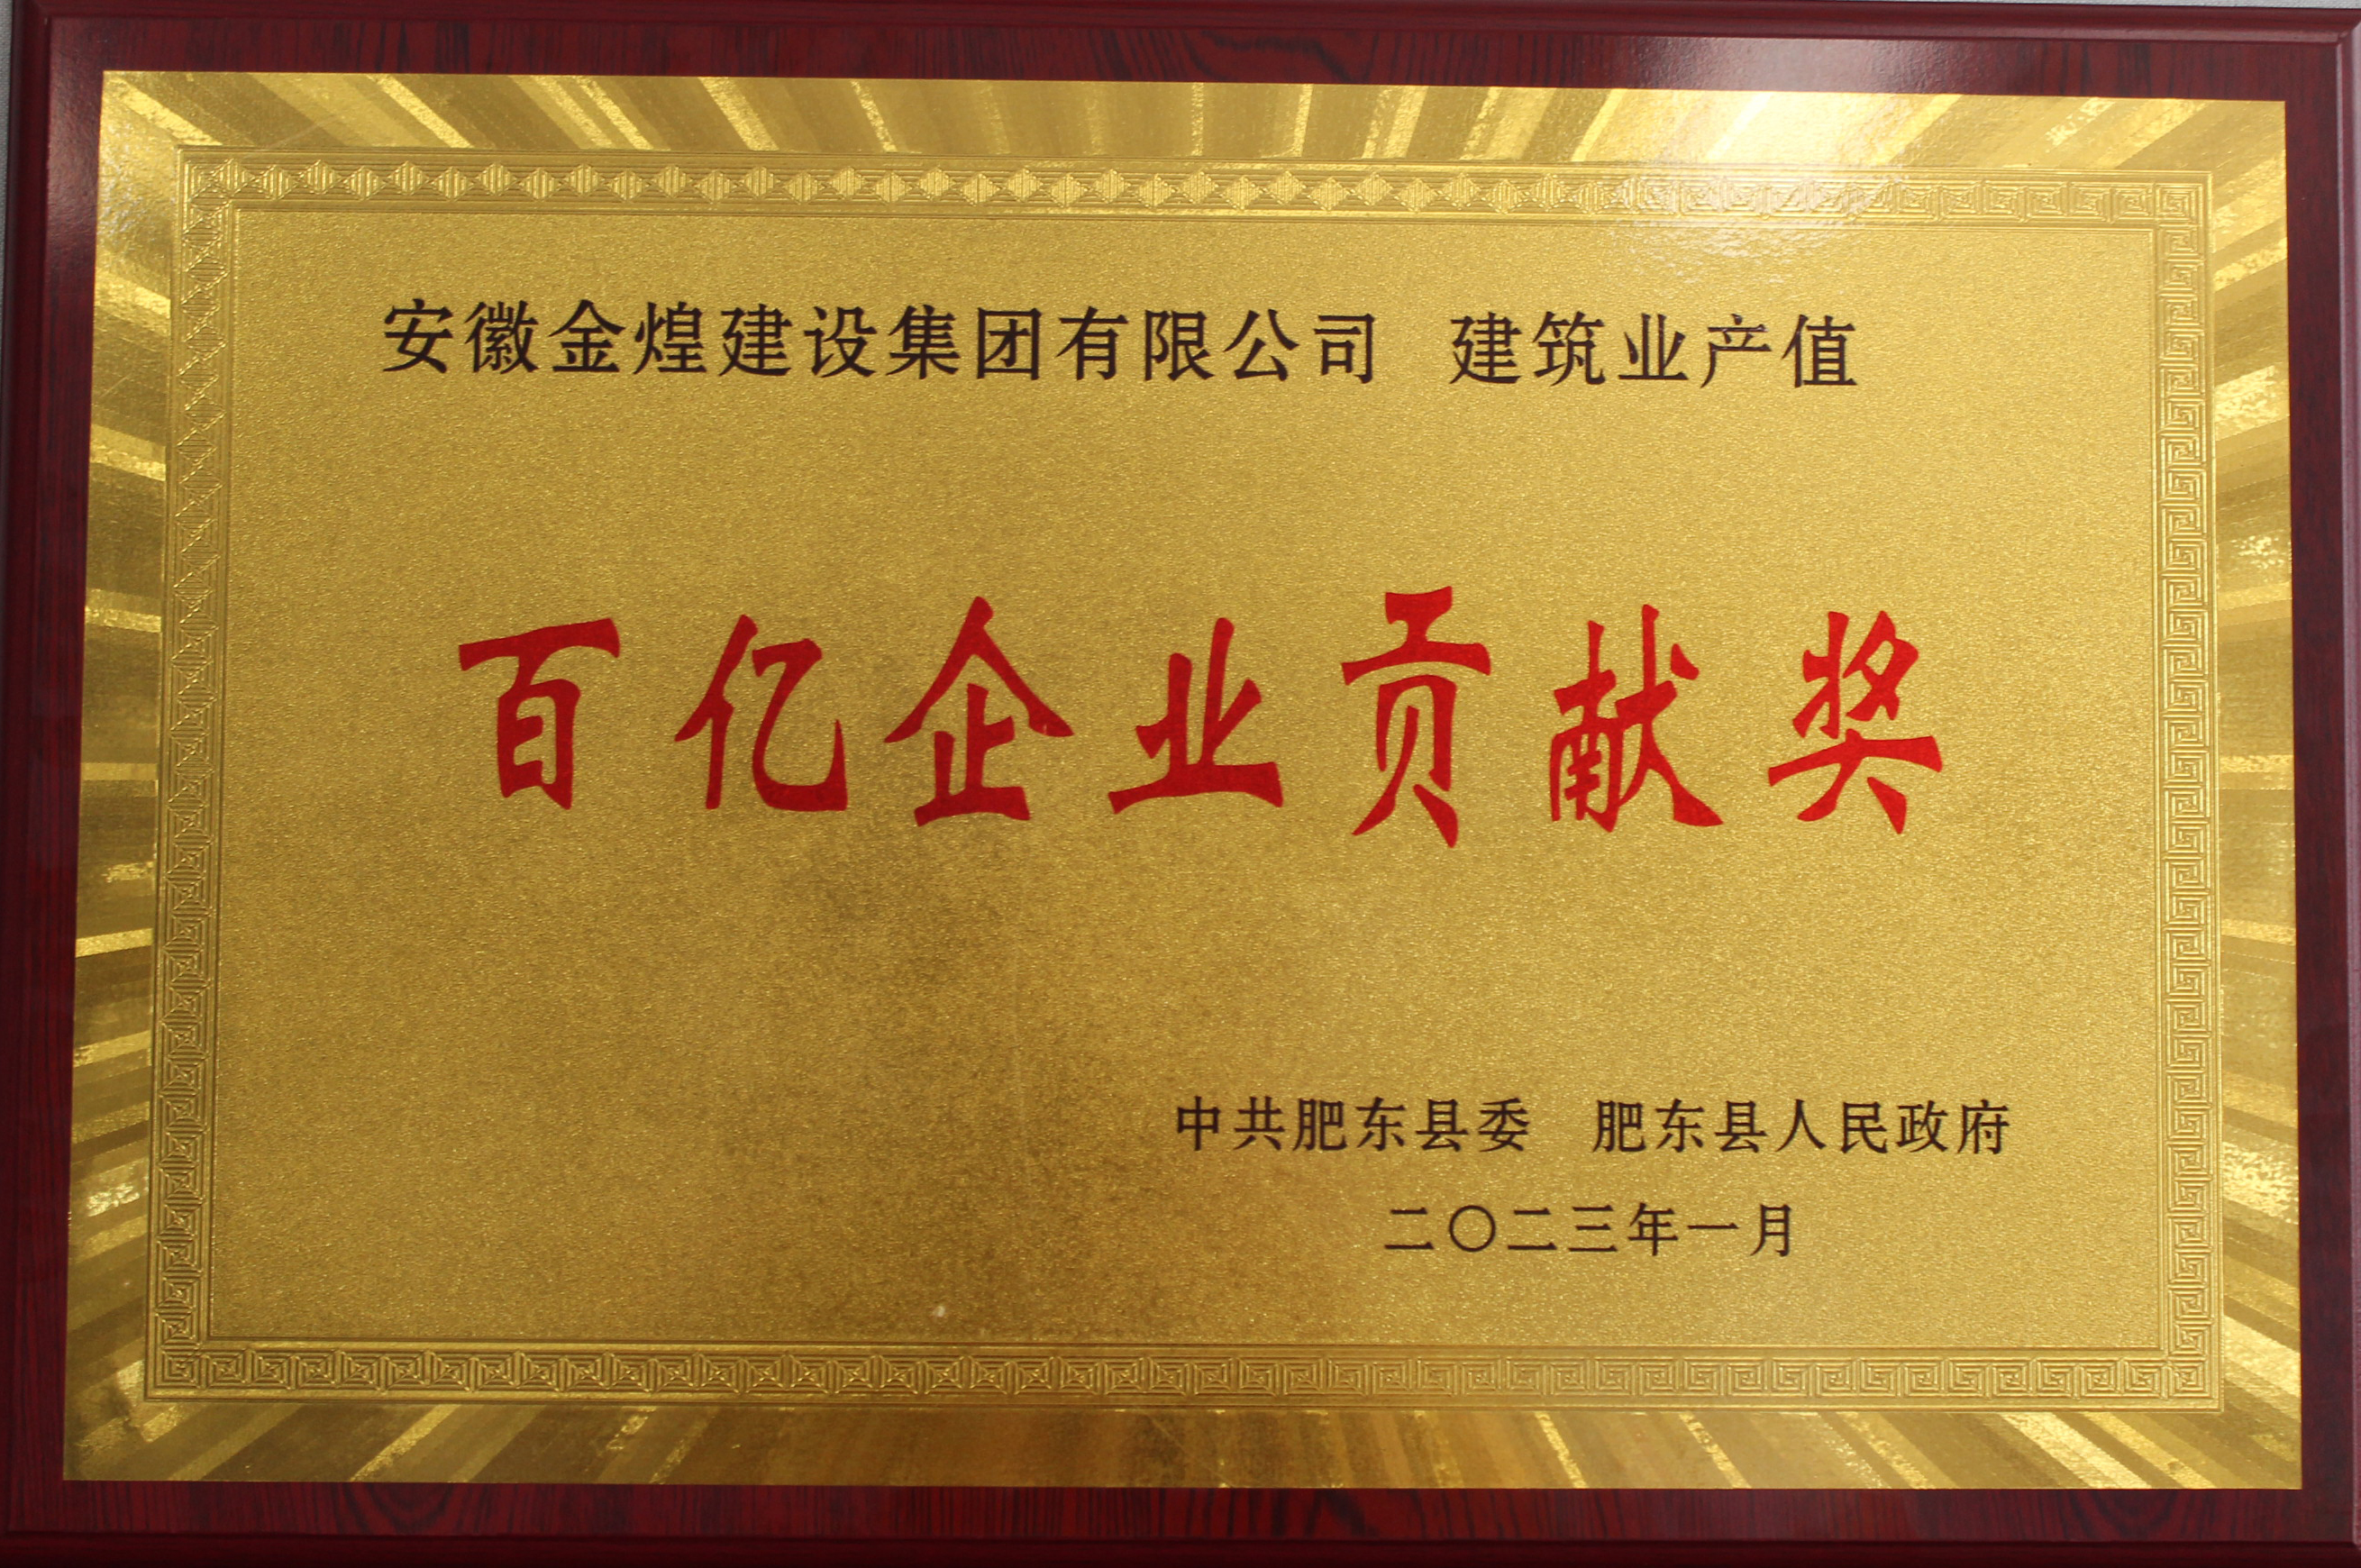 安徽金煌建设集团有限公司 建筑业产值
百亿企业贡献奖
中共肥东县委 肥东县人民政府
二〇二三年一月